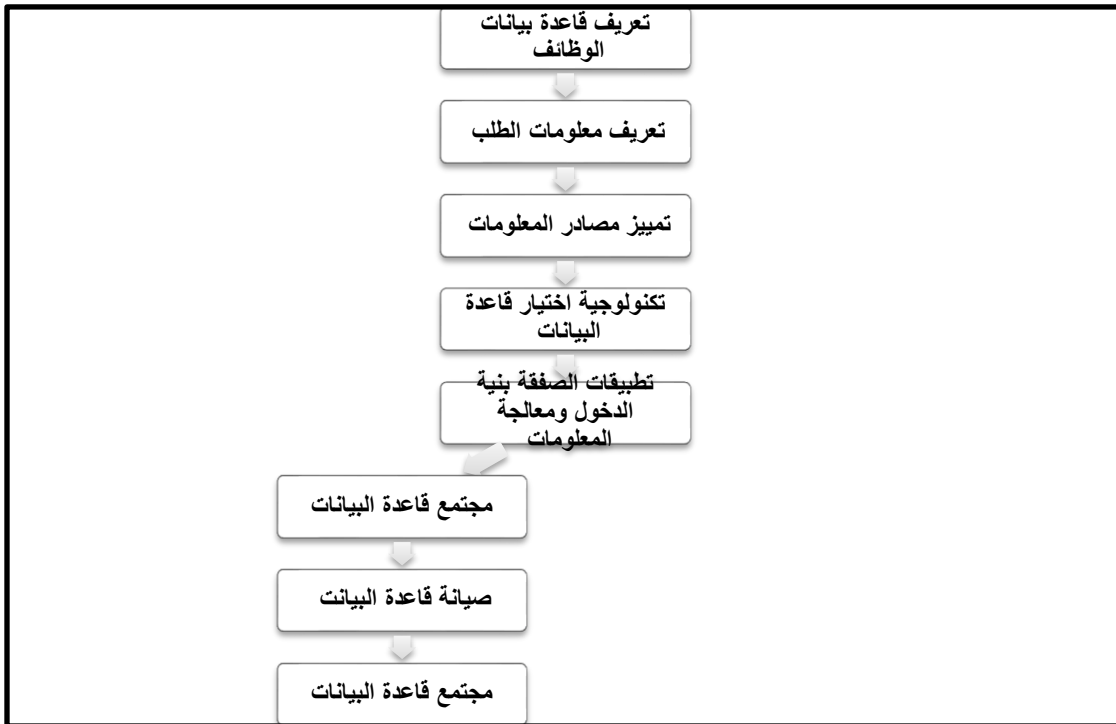 تعريف قاعدة بيانات
الوظائف
تعريف معلومات الطلب
تمييز مصادر المعلومات
تكنولوجية اختيار قاعدة
البيانات
تطبيقات الصفقة بنية
الدخول ومعالجة
المعلومات
مجتمع قاعدة البيانات
صيانة قاعدة البيانت
مجتمع قاعدة البيانات